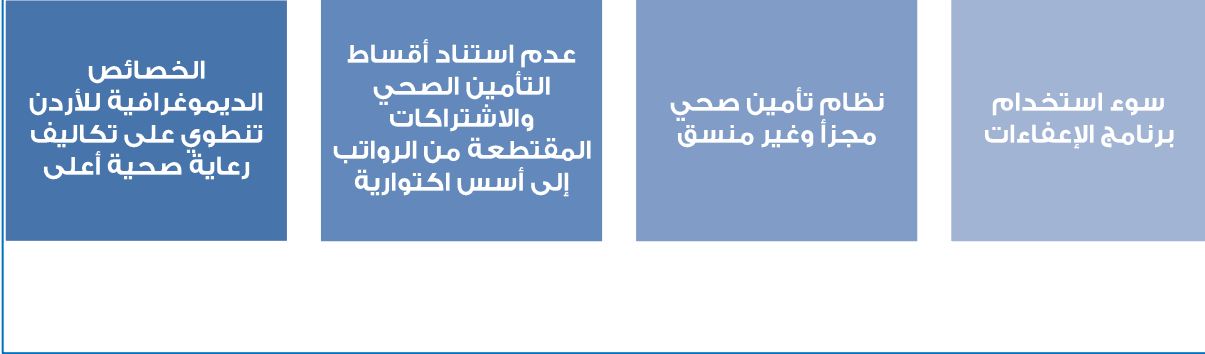 سوء استخدام
برنامج الإعفاءات
نظام تأمين صحي
مجزأ وغير منسق
عدم استناد أقساط
التأمين الصحي
والاشتراكات
المقتطعة من الرواتب
إلى أسس اكتوارية
الخصائص
الديموغرافية للأردن
تنطوي على تكاليف
رعاية صحية أعلى